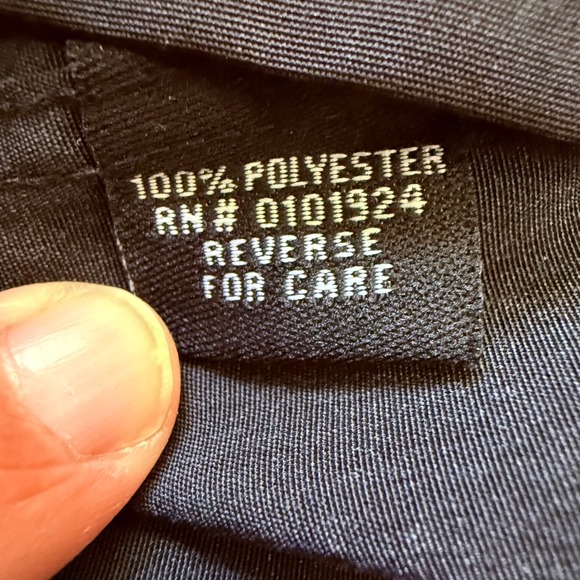 100% POLYESTER
RN# 0101924
REVERSE
FOR CARE